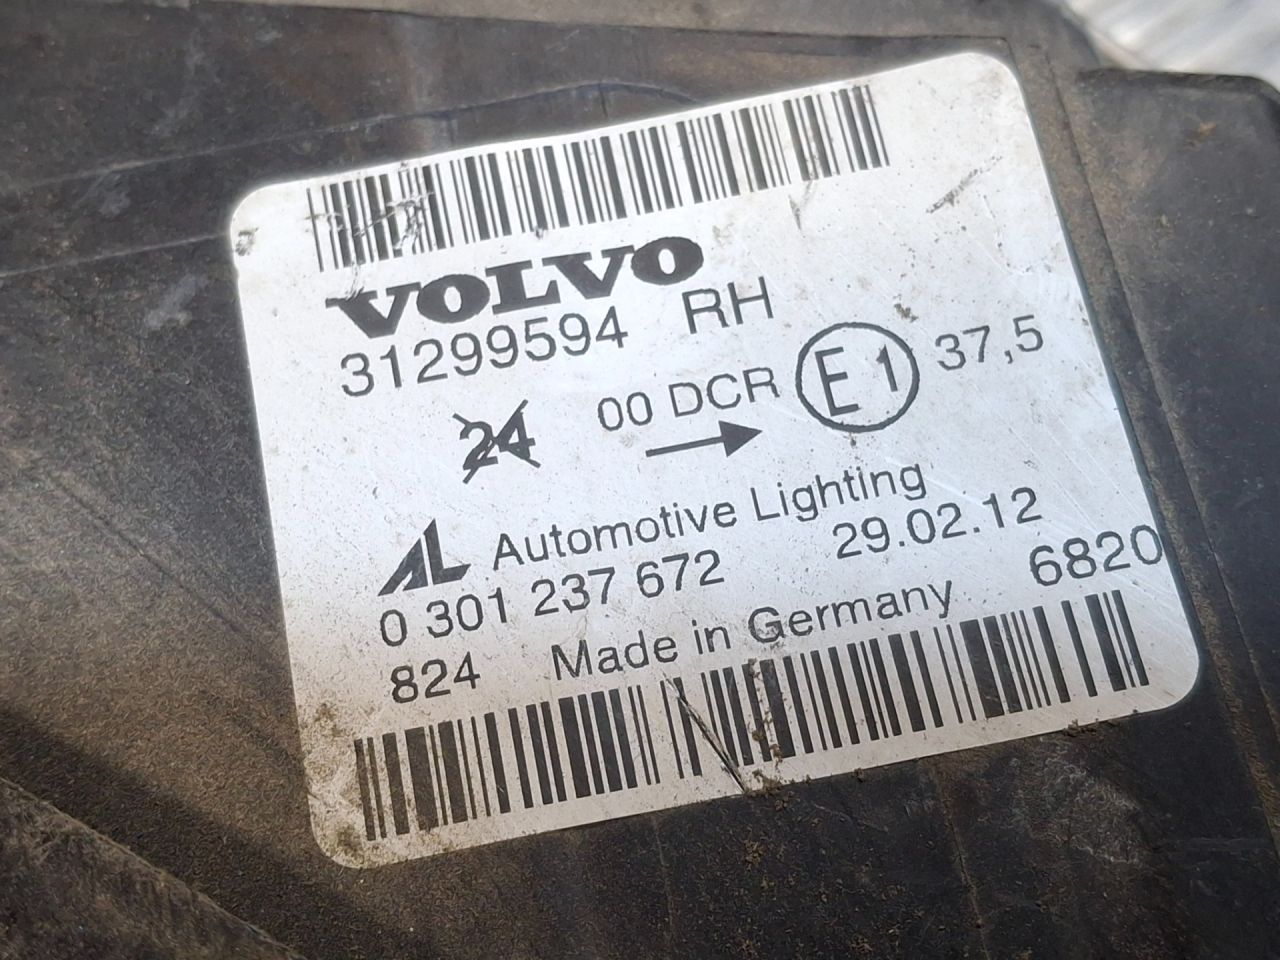 VOLVO
31299594 RH
24 00 DCR E1 37,5
AL Automotive Lighting
0 301 237 672 29.02.12
824 Made in Germany 6820